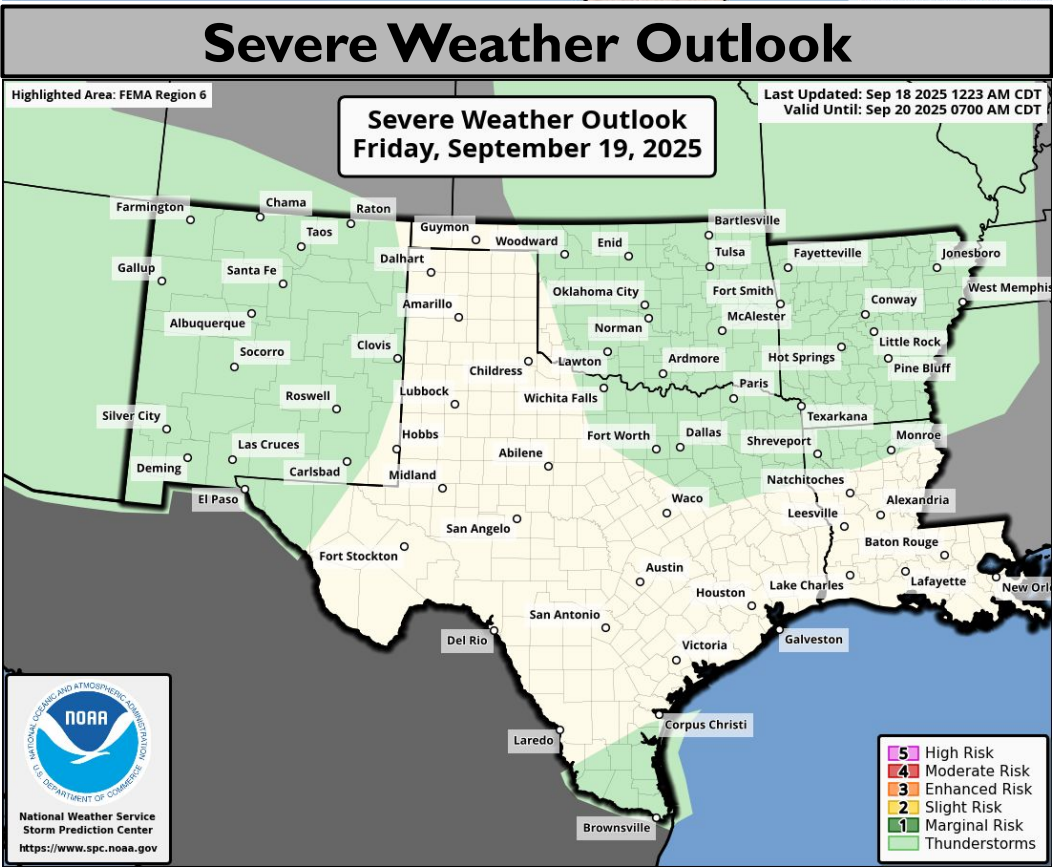 Severe Weather Outlook
Highlighted Area: FEMA Region 6
Last Updated: Sep 18 2025 1223 AM CDT
Valid Until: Sep 20 2025 0700 AM CDT
Severe Weather Outlook
Friday, September 19, 2025
Farmington
Chama
Raton
Taos
Guymon
Woodward
Enid
Bartlesville
Tulsa
Fayetteville
Jonesboro
Gallup
Santa Fe
Dalhart
Oklahoma City
Fort Smith
Conway
West Memphis
Albuquerque
Amarillo
Norman
McAlester
Little Rock
Socorro
Clovis
Childress
Lawton
Ardmore
Hot Springs
Pine Bluff
Roswell
Lubbock
Wichita Falls
Paris
Texarkana
Silver City
Las Cruces
Hobbs
Fort Worth
Dallas
Shreveport
Monroe
Deming
Carlsbad
Midland
Abilene
Natchitoches
El Paso
Waco
Leesville
Alexandria
San Angelo
Fort Stockton
Baton Rouge
Austin
Houston
Lake Charles
Lafayette
New Orl
San Antonio
Del Rio
Victoria
Galveston
Laredo
Corpus Christi
Brownsville
NATIONAL OCEANIC AND ATMOSPHERIC ADMINISTRATION
NOAA
U.S. DEPARTMENT OF COMMERCE
National Weather Service
Storm Prediction Center
https://www.spc.noaa.gov
5 High Risk
4 Moderate Risk
3 Enhanced Risk
2 Slight Risk
1 Marginal Risk
Thunderstorms